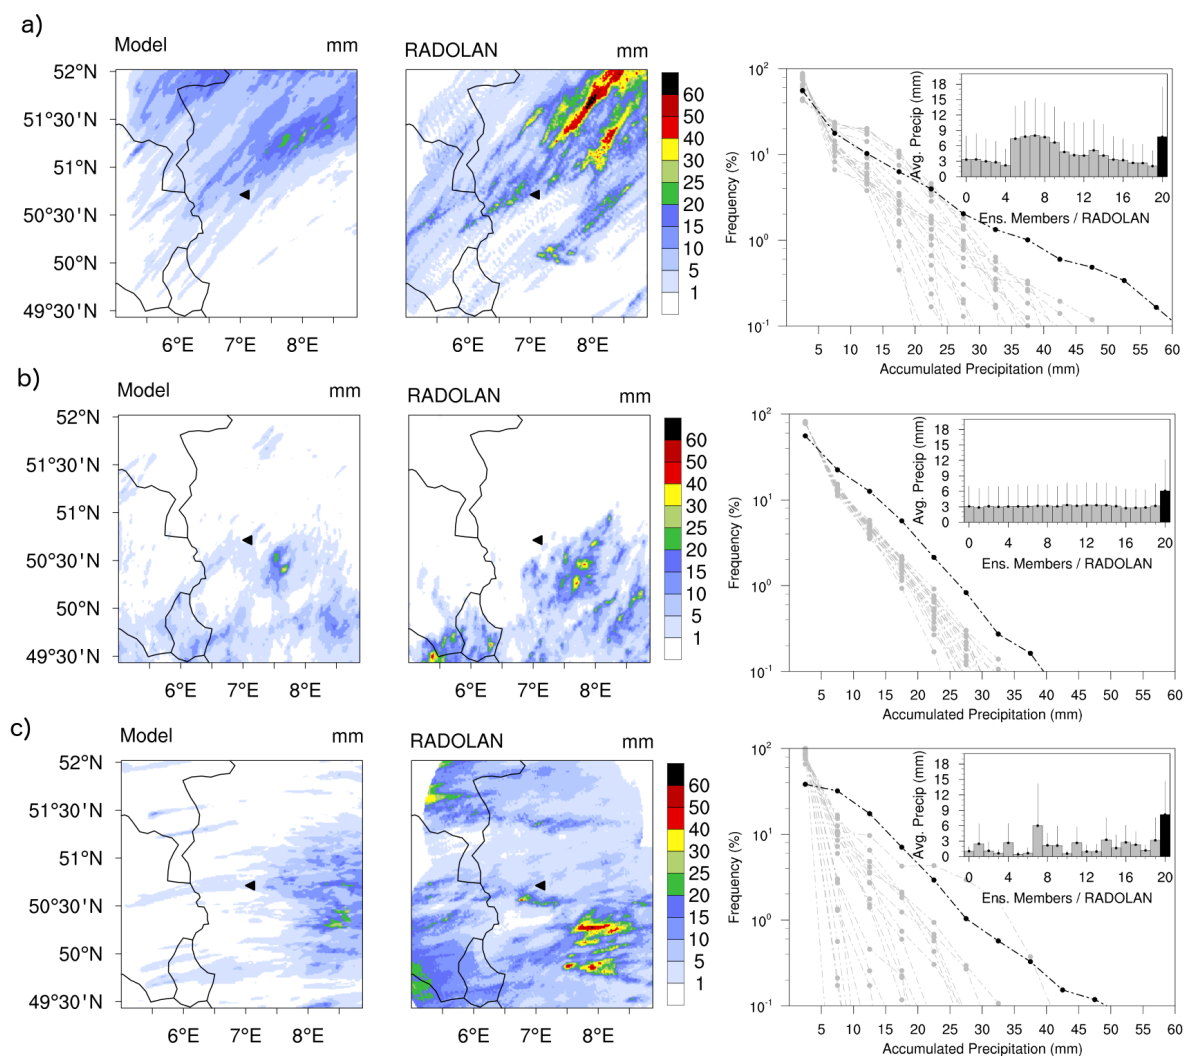 a)
Model mm
RADOLAN mm
52°N
51°30'N
51°N
50°30'N
50°N
49°30'N
6°E 7°E 8°E
6°E 7°E 8°E
60
50
40
30
25
20
15
10
5
1
Frequency (%)
10² 
10¹
10⁰
10⁻¹
5 10 15 20 25 30 35 40 45 50 55 60
Accumulated Precipitation (mm)
Avg. Precip (mm)
18
15
12
9
6
3
0
0 4 8 12 16 20
Ens. Members / RADOLAN
b)
Model mm
RADOLAN mm
52°N
51°30'N
51°N
50°30'N
50°N
49°30'N
6°E 7°E 8°E
6°E 7°E 8°E
60
50
40
30
25
20
15
10
5
1
Frequency (%)
10²
10¹
10⁰
10⁻¹
5 10 15 20 25 30 35 40 45 50 55 60
Accumulated Precipitation (mm)
Avg. Precip (mm)
18
15
12
9
6
3
0
0 4 8 12 16 20
Ens. Members / RADOLAN
c)
Model mm
RADOLAN mm
52°N
51°30'N
51°N
50°30'N
50°N
49°30'N
6°E 7°E 8°E
6°E 7°E 8°E
60
50
40
30
25
20
15
10
5
1
Frequency (%)
10²
10¹
10⁰
10⁻¹
5 10 15 20 25 30 35 40 45 50 55 60
Accumulated Precipitation (mm)
Avg. Precip (mm)
18
15
12
9
6
3
0
0 4 8 12 16 20
Ens. Members / RADOLAN